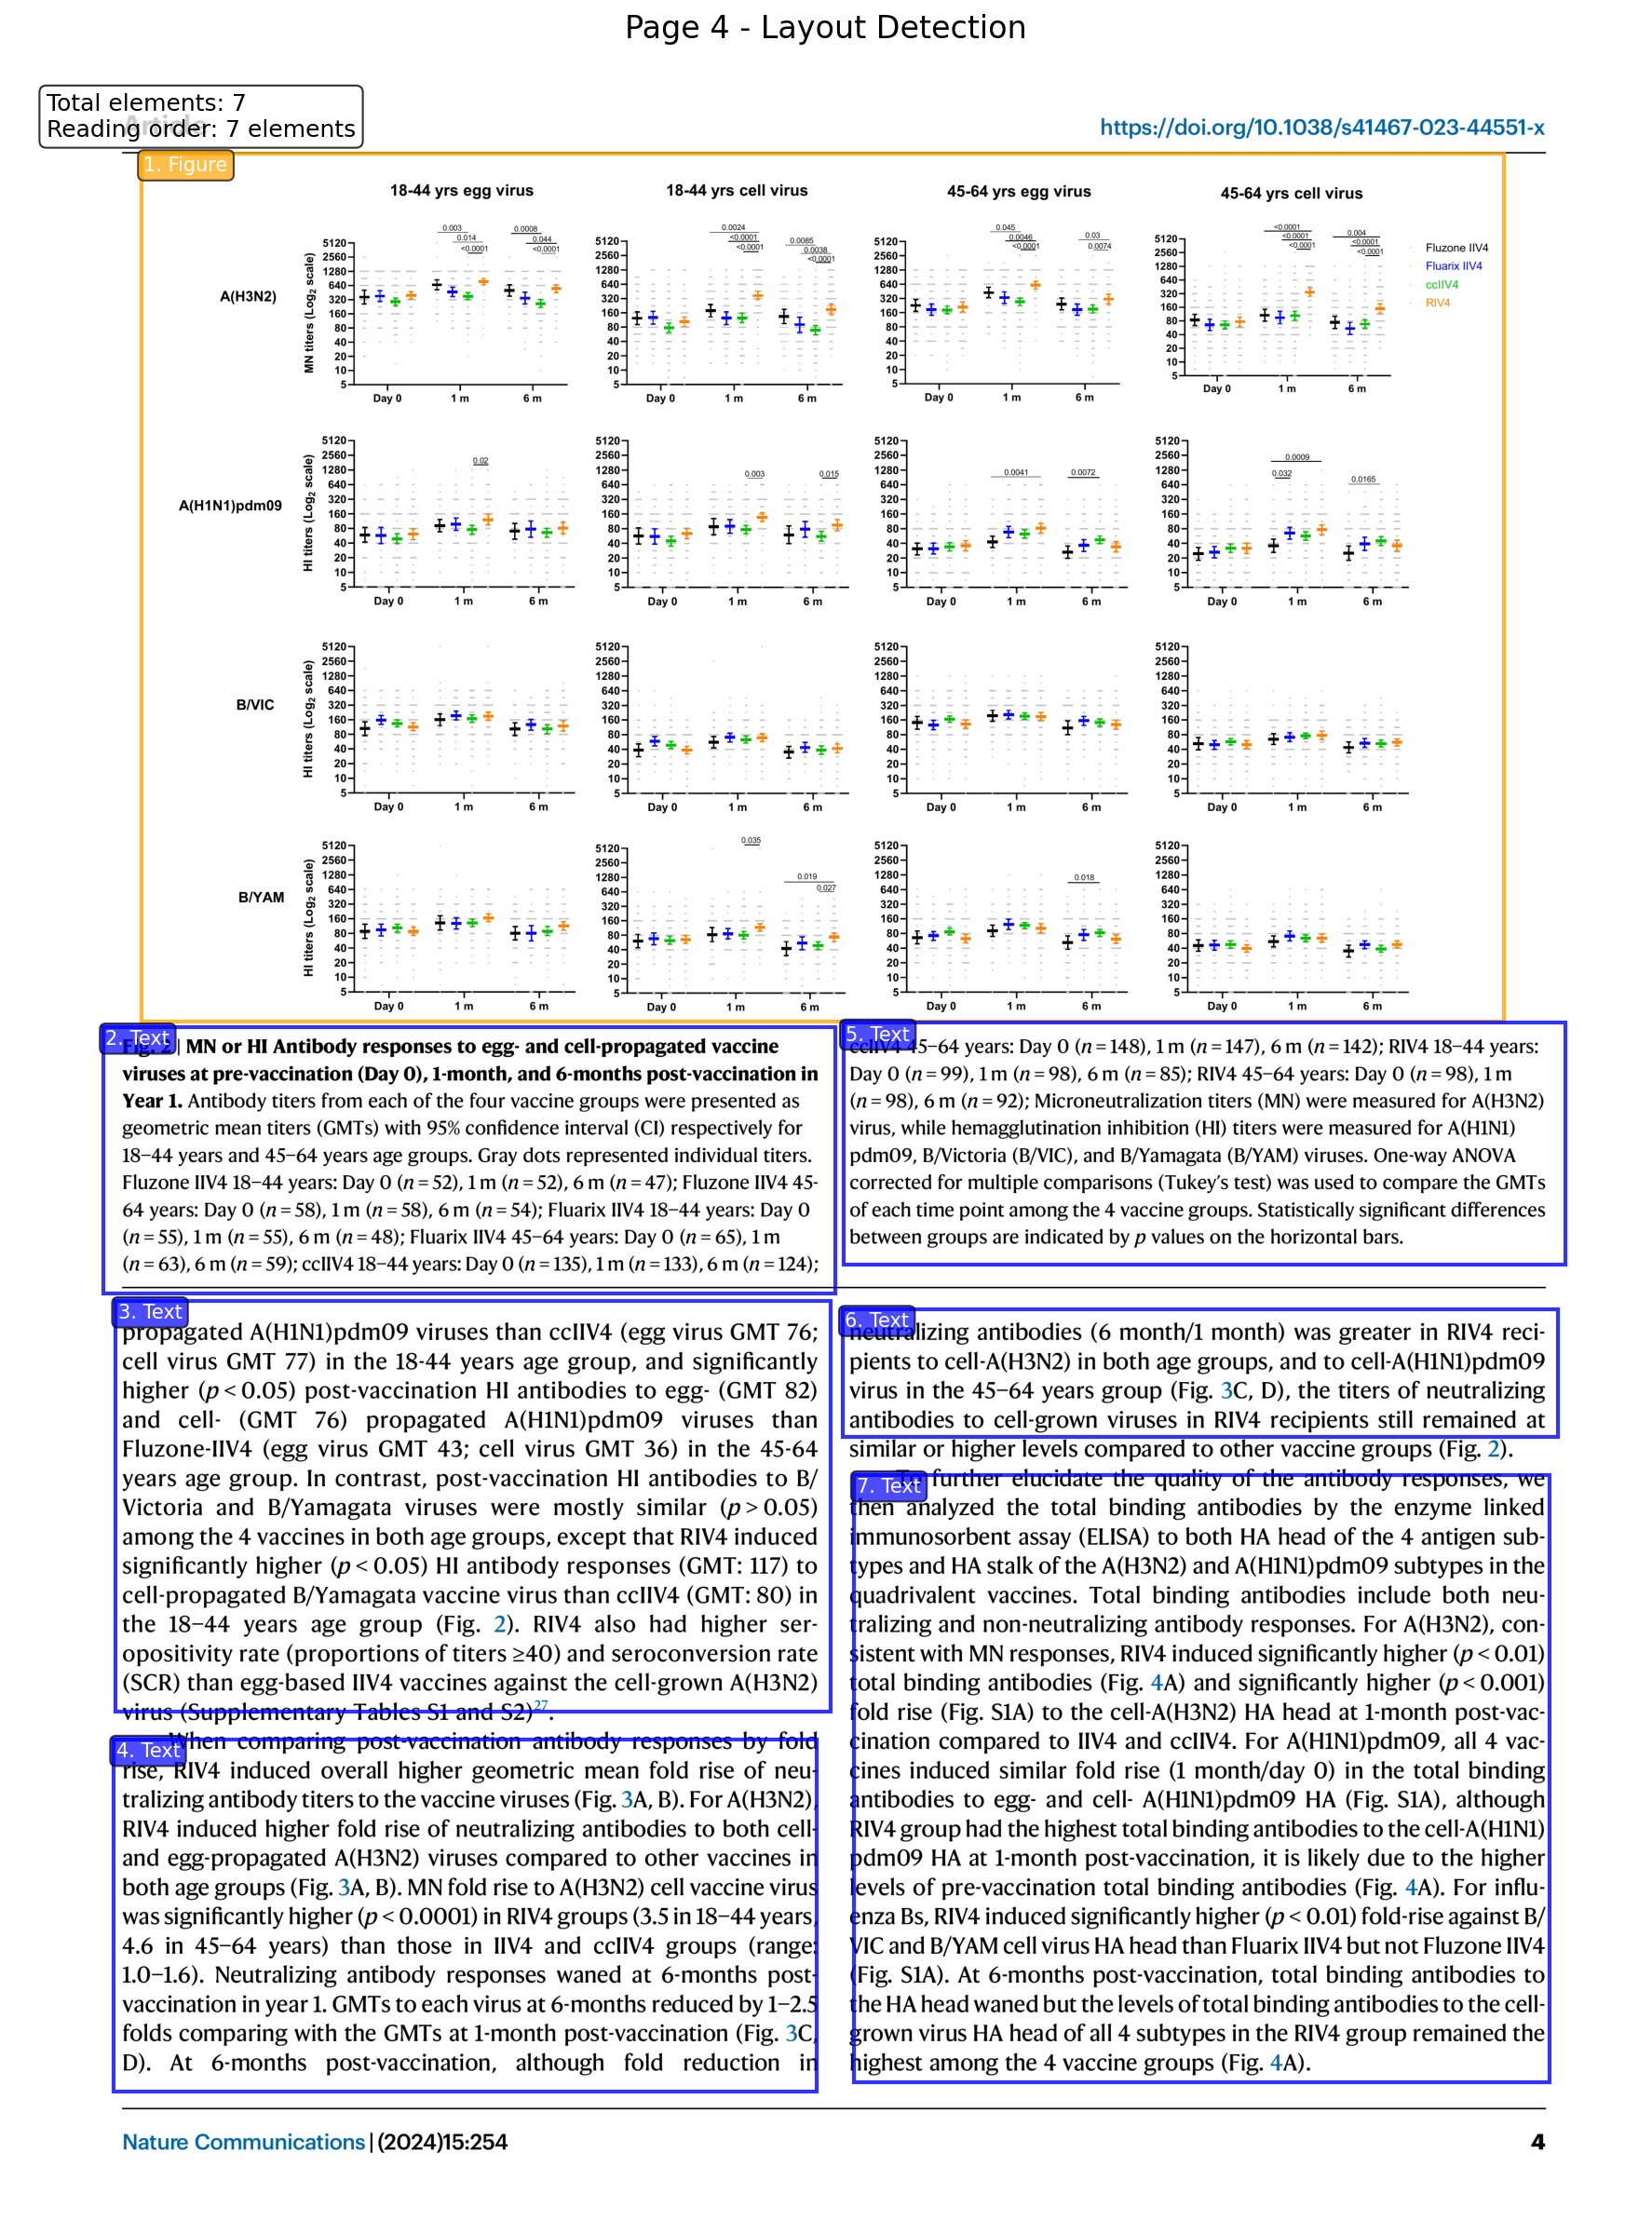 Page 4 - Layout Detection
Total elements: 7
Reading order: 7 elements
Article
https://doi.org/10.1038/s41467-023-44551-x
1. Figure
18-44 yrs egg virus
18-44 yrs cell virus
45-64 yrs egg virus
45-64 yrs cell virus
A(H3N2)
MN titers (Log2 scale)
5120
2560
1280
640
320
160
80
40
20
10
5
Day 0 1 m 6 m
0.003
0.014
<0.0001
0.0008
0.044
<0.0001
0.0024
<0.0001
<0.0001
0.0085
0.0038
<0.0001
0.045
0.0046
<0.0001
0.03
0.0074
<0.0001
<0.0001
<0.0001
0.004
<0.0001
<0.0001
Fluzone IIV4
Fluarix IIV4
ccIIV4
RIV4
A(H1N1)pdm09
HI titers (Log2 scale)
0.02
0.003
0.015
0.0041
0.0072
0.0009
0.032
0.0165
Day 0 1 m 6 m
B/VIC
HI titers (Log2 scale)
Day 0 1 m 6 m
B/YAM
HI titers (Log2 scale)
0.035
0.019
0.027
0.018
Day 0 1 m 6 m
2. Text
Fig. 2 | MN or HI Antibody responses to egg- and cell-propagated vaccine
viruses at pre-vaccination (Day 0), 1-month, and 6-months post-vaccination in
Year 1. Antibody titers from each of the four vaccine groups were presented as
geometric mean titers (GMTs) with 95% confidence interval (CI) respectively for
18–44 years and 45–64 years age groups. Gray dots represented individual titers.
Fluzone IIV4 18–44 years: Day 0 (n = 52), 1 m (n = 52), 6 m (n = 47); Fluzone IIV4 45-
64 years: Day 0 (n = 58), 1 m (n = 58), 6 m (n = 54); Fluarix IIV4 18–44 years: Day 0
(n = 55), 1 m (n = 55), 6 m (n = 48); Fluarix IIV4 45–64 years: Day 0 (n = 65), 1 m
(n = 63), 6 m (n = 59); ccIIV4 18–44 years: Day 0 (n = 135), 1 m (n = 133), 6 m (n = 124);
5. Text
ccIIV4 45–64 years: Day 0 (n = 148), 1 m (n = 147), 6 m (n = 142); RIV4 18–44 years:
Day 0 (n = 99), 1 m (n = 98), 6 m (n = 85); RIV4 45–64 years: Day 0 (n = 98), 1 m
(n = 98), 6 m (n = 92); Microneutralization titers (MN) were measured for A(H3N2)
virus, while hemagglutination inhibition (HI) titers were measured for A(H1N1)
pdm09, B/Victoria (B/VIC), and B/Yamagata (B/YAM) viruses. One-way ANOVA
corrected for multiple comparisons (Tukey's test) was used to compare the GMTs
of each time point among the 4 vaccine groups. Statistically significant differences
between groups are indicated by p values on the horizontal bars.
3. Text
propagated A(H1N1)pdm09 viruses than ccIIV4 (egg virus GMT 76;
cell virus GMT 77) in the 18-44 years age group, and significantly
higher (p < 0.05) post-vaccination HI antibodies to egg- (GMT 82)
and cell- (GMT 76) propagated A(H1N1)pdm09 viruses than
Fluzone-IIV4 (egg virus GMT 43; cell virus GMT 36) in the 45-64
years age group. In contrast, post-vaccination HI antibodies to B/
Victoria and B/Yamagata viruses were mostly similar (p > 0.05)
among the 4 vaccines in both age groups, except that RIV4 induced
significantly higher (p < 0.05) HI antibody responses (GMT: 117) to
cell-propagated B/Yamagata vaccine virus than ccIIV4 (GMT: 80) in
the 18–44 years age group (Fig. 2). RIV4 also had higher ser-
opositivity rate (proportions of titers ≥40) and seroconversion rate
(SCR) than egg-based IIV4 vaccines against the cell-grown A(H3N2)
virus (Supplementary Tables S1 and S2)27.
4. Text
When comparing post-vaccination antibody responses by fold
rise, RIV4 induced overall higher geometric mean fold rise of neu-
tralizing antibody titers to the vaccine viruses (Fig. 3A, B). For A(H3N2),
RIV4 induced higher fold rise of neutralizing antibodies to both cell-
and egg-propagated A(H3N2) viruses compared to other vaccines in
both age groups (Fig. 3A, B). MN fold rise to A(H3N2) cell vaccine virus
was significantly higher (p < 0.0001) in RIV4 groups (3.5 in 18–44 years,
4.6 in 45–64 years) than those in IIV4 and ccIIV4 groups (range:
1.0–1.6). Neutralizing antibody responses waned at 6-months post-
vaccination in year 1. GMTs to each virus at 6-months reduced by 1–2.5
folds comparing with the GMTs at 1-month post-vaccination (Fig. 3C,
D). At 6-months post-vaccination, although fold reduction in
6. Text
neutralizing antibodies (6 month/1 month) was greater in RIV4 reci-
pients to cell-A(H3N2) in both age groups, and to cell-A(H1N1)pdm09
virus in the 45–64 years group (Fig. 3C, D), the titers of neutralizing
antibodies to cell-grown viruses in RIV4 recipients still remained at
similar or higher levels compared to other vaccine groups (Fig. 2).
7. Text
To further elucidate the quality of the antibody responses, we
then analyzed the total binding antibodies by the enzyme linked
immunosorbent assay (ELISA) to both HA head of the 4 antigen sub-
types and HA stalk of the A(H3N2) and A(H1N1)pdm09 subtypes in the
quadrivalent vaccines. Total binding antibodies include both neu-
tralizing and non-neutralizing antibody responses. For A(H3N2), con-
sistent with MN responses, RIV4 induced significantly higher (p < 0.01)
total binding antibodies (Fig. 4A) and significantly higher (p < 0.001)
fold rise (Fig. S1A) to the cell-A(H3N2) HA head at 1-month post-vac-
cination compared to IIV4 and ccIIV4. For A(H1N1)pdm09, all 4 vac-
cines induced similar fold rise (1 month/day 0) in the total binding
antibodies to egg- and cell- A(H1N1)pdm09 HA (Fig. S1A), although
RIV4 group had the highest total binding antibodies to the cell-A(H1N1)
pdm09 HA at 1-month post-vaccination, it is likely due to the higher
levels of pre-vaccination total binding antibodies (Fig. 4A). For influ-
enza Bs, RIV4 induced significantly higher (p < 0.01) fold-rise against B/
VIC and B/YAM cell virus HA head than Fluarix IIV4 but not Fluzone IIV4
(Fig. S1A). At 6-months post-vaccination, total binding antibodies to
the HA head waned but the levels of total binding antibodies to the cell-
grown virus HA head of all 4 subtypes in the RIV4 group remained the
highest among the 4 vaccine groups (Fig. 4A).
Nature Communications | (2024)15:254
4